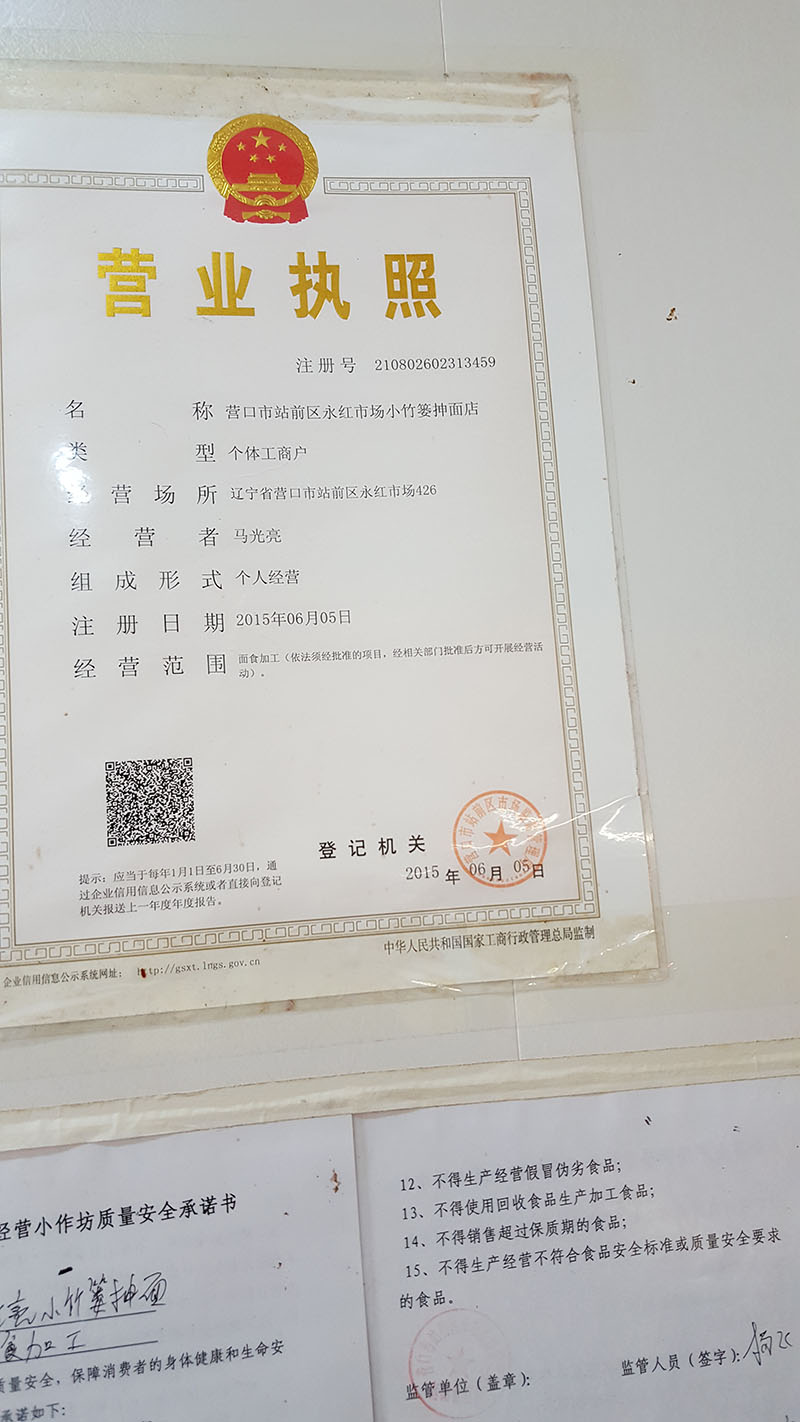 营业执照
注册号 210802602313459
名称 营口市站前区永红市场小竹篓抻面店
类型 个体工商户
经营场所 辽宁省营口市站前区永红市场426
经营者 马光亮
组成形式 个人经营
注册日期 2015年06月05日
经营范围 面食加工（依法须经批准的项目，经相关部门批准后方可开展经营活
动）。
登记机关
2015年06月05日
提示：应当于每年1月1日至6月30日，通
过企业信用信息公示系统或者直接向登记
机关报送上一年度年度报告。
企业信用信息公示系统网址： http://gsxt.lngs.gov.cn
中华人民共和国国家工商行政管理总局监制
经营小作坊质量安全承诺书
亮小竹篓抻面
食加工
质量安全，保障消费者的身体健康和生命安
承诺如下：
12、不得生产经营假冒伪劣食品；
13、不得使用回收食品生产加工食品；
14、不得销售超过保质期的食品；
15、不得生产经营不符合食品安全标准或质量安全要求
的食品。
监管单位（盖章）：
监管人员（签字）：